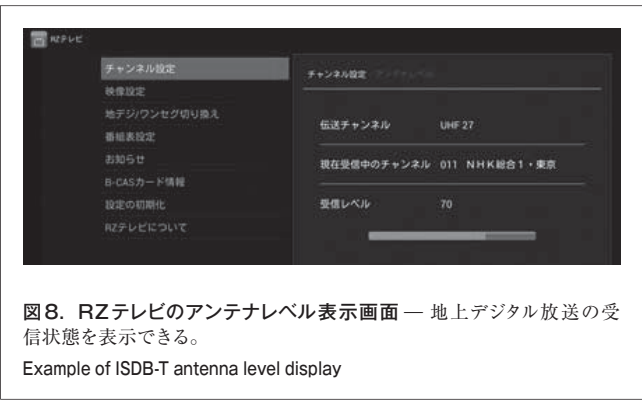 RZテレビ
チャンネル設定
映像設定
地デジ/ワンセグ切り換え
番組表設定
お知らせ
B-CASカード情報
設定の初期化
RZテレビについて
チャンネル設定
伝送チャンネル UHF 27
現在受信中のチャンネル 011 NHK総合1・東京
受信レベル 70
図8. RZテレビのアンテナレベル表示画面 — 地上デジタル放送の受
信状態を表示できる。
Example of ISDB-T antenna level display